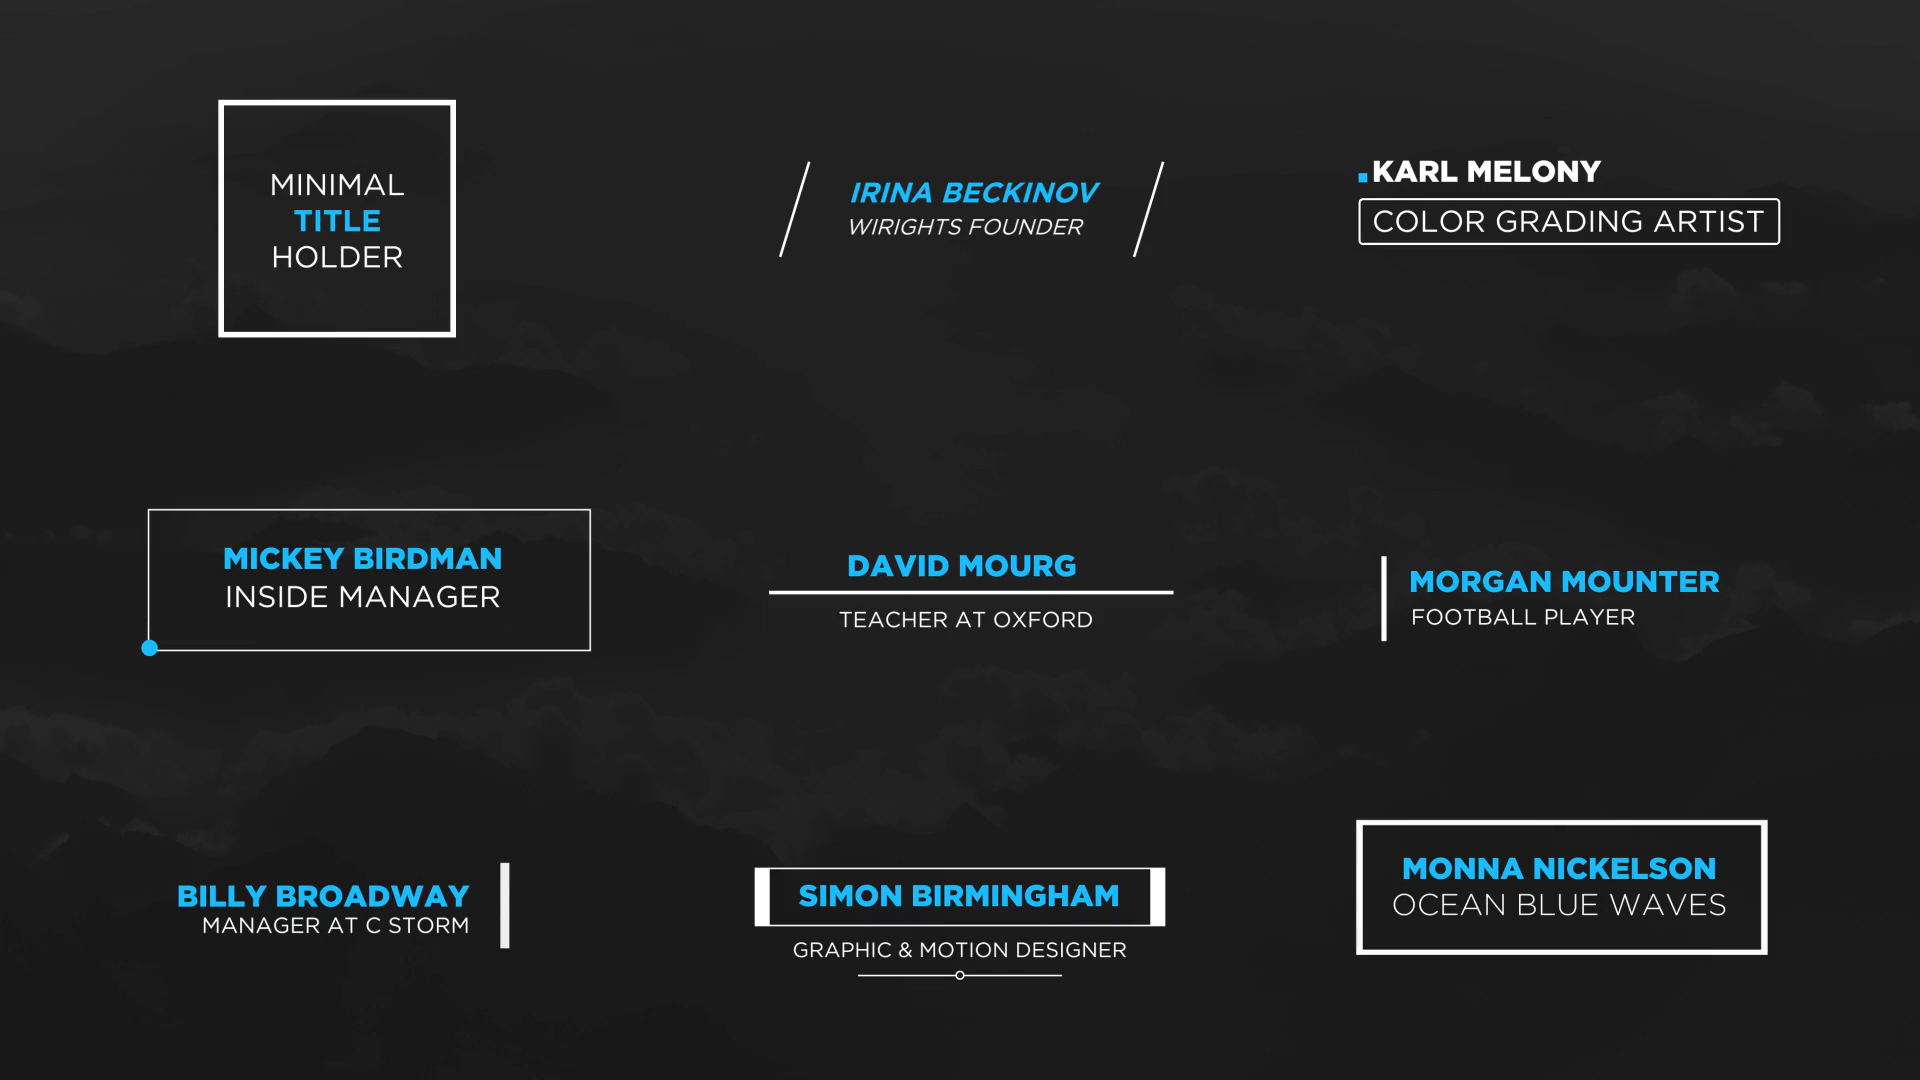 MINIMAL
TITLE
HOLDER
IRINA BECKINOV
WIRIGHTS FOUNDER
KARL MELONY
COLOR GRADING ARTIST
MICKEY BIRDMAN
INSIDE MANAGER
DAVID MOURG
TEACHER AT OXFORD
MORGAN MOUNTER
FOOTBALL PLAYER
BILLY BROADWAY
MANAGER AT C STORM
SIMON BIRMINGHAM
GRAPHIC & MOTION DESIGNER
MONNA NICKELSON
OCEAN BLUE WAVES